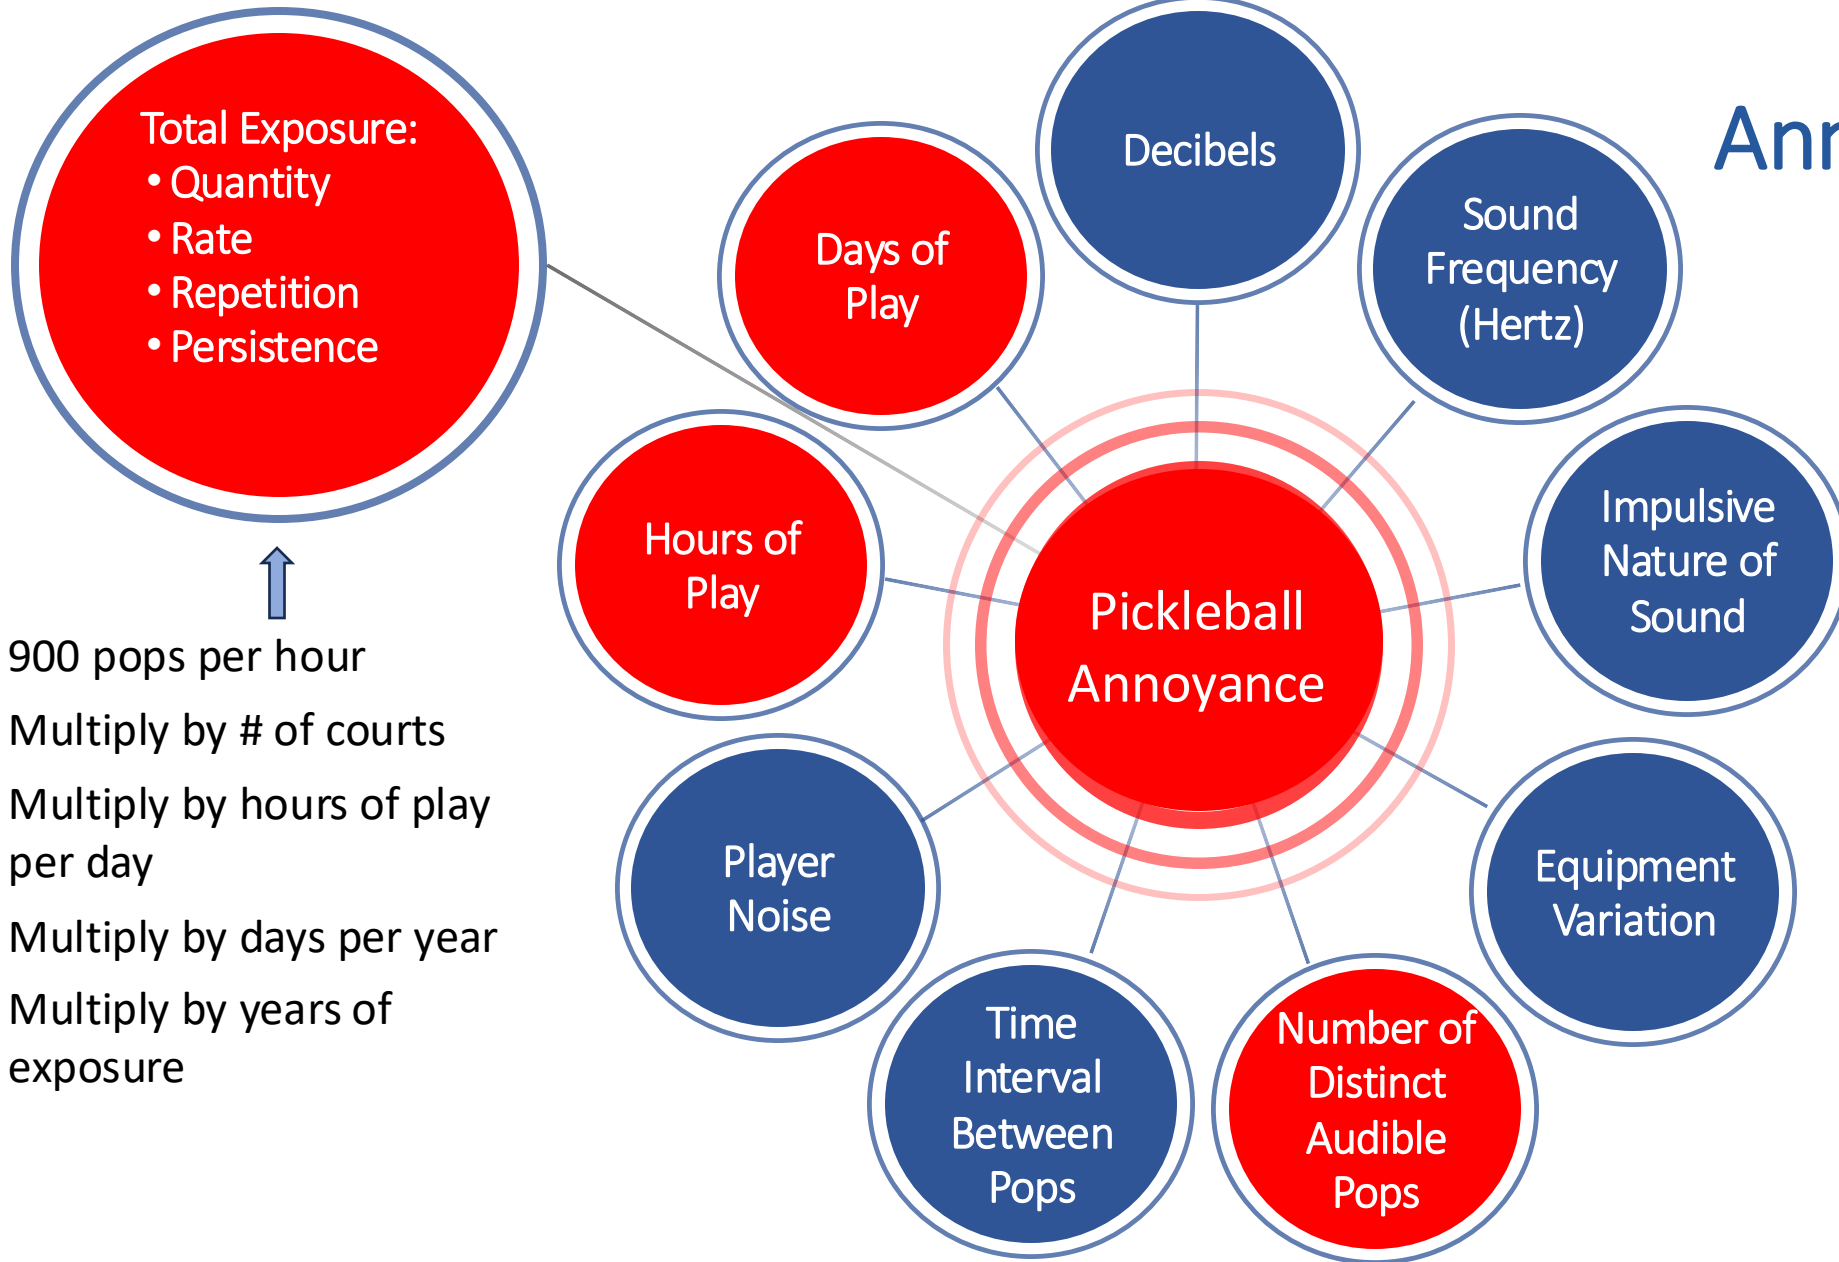 Total Exposure:
• Quantity
• Rate
• Repetition
• Persistence
900 pops per hour
Multiply by # of courts
Multiply by hours of play
per day
Multiply by days per year
Multiply by years of
exposure
Decibels
Sound
Frequency
(Hertz)
Impulsive
Nature of
Sound
Equipment
Variation
Number of
Distinct
Audible
Pops
Time
Interval
Between
Pops
Player
Noise
Hours of
Play
Days of
Play
Pickleball
Annoyance